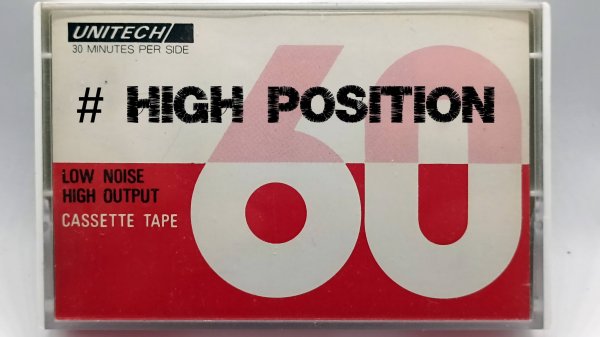 UNITECH
30 MINUTES PER SIDE
# HIGH POSITION
60
LOW NOISE
HIGH OUTPUT
CASSETTE TAPE